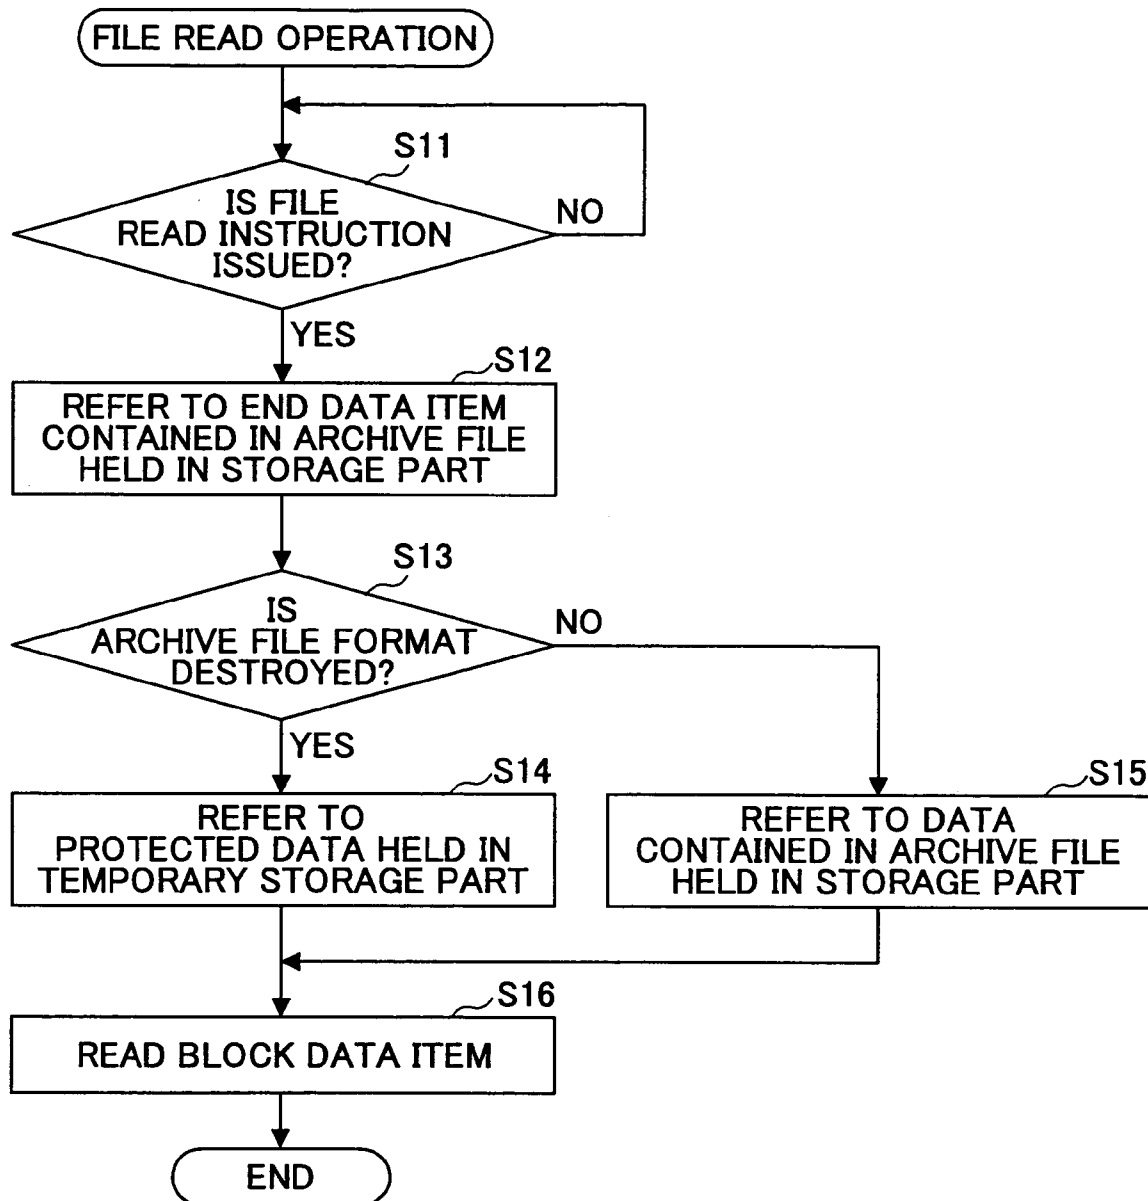 FILE READ OPERATION
S11
IS FILE
READ INSTRUCTION
ISSUED?
NO
YES
S12
REFER TO END DATA ITEM
CONTAINED IN ARCHIVE FILE
HELD IN STORAGE PART
S13
IS
ARCHIVE FILE FORMAT
DESTROYED?
NO
YES
S14
REFER TO
PROTECTED DATA HELD IN
TEMPORARY STORAGE PART
S15
REFER TO DATA
CONTAINED IN ARCHIVE FILE
HELD IN STORAGE PART
S16
READ BLOCK DATA ITEM
END